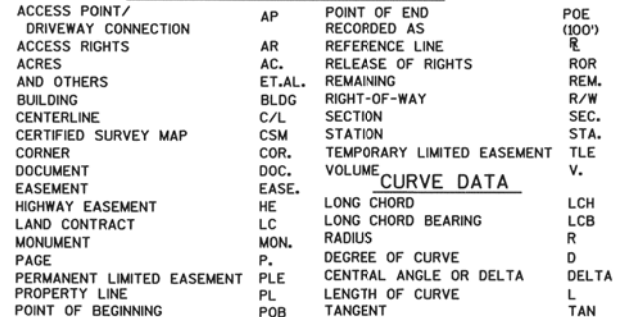 ACCESS POINT/
DRIVEWAY CONNECTION AP
ACCESS RIGHTS AR
ACRES AC.
AND OTHERS ET.AL.
BUILDING BLDG
CENTERLINE C/L
CERTIFIED SURVEY MAP CSM
CORNER COR.
DOCUMENT DOC.
EASEMENT EASE.
HIGHWAY EASEMENT HE
LAND CONTRACT LC
MONUMENT MON.
PAGE P.
PERMANENT LIMITED EASEMENT PLE
PROPERTY LINE PL
POINT OF BEGINNING POB
POINT OF END POE
RECORDED AS (100')
REFERENCE LINE RL
RELEASE OF RIGHTS ROR
REMAINING REM.
RIGHT-OF-WAY R/W
SECTION SEC.
STATION STA.
TEMPORARY LIMITED EASEMENT TLE
VOLUME V.
CURVE DATA
LONG CHORD LCH
LONG CHORD BEARING LCB
RADIUS R
DEGREE OF CURVE D
CENTRAL ANGLE OR DELTA DELTA
LENGTH OF CURVE L
TANGENT TAN